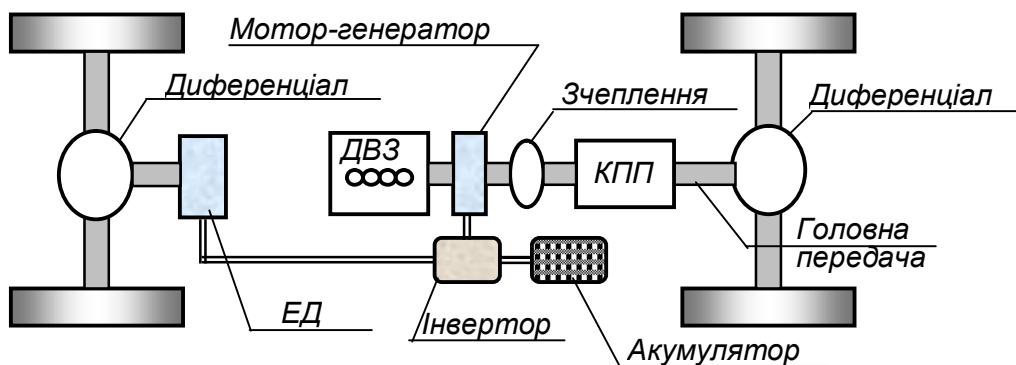 Мотор-генератор
Диференціал
Зчеплення
Диференціал
ДВЗ
КПП
Головна
передача
ЕД
Інвертор
Акумулятор